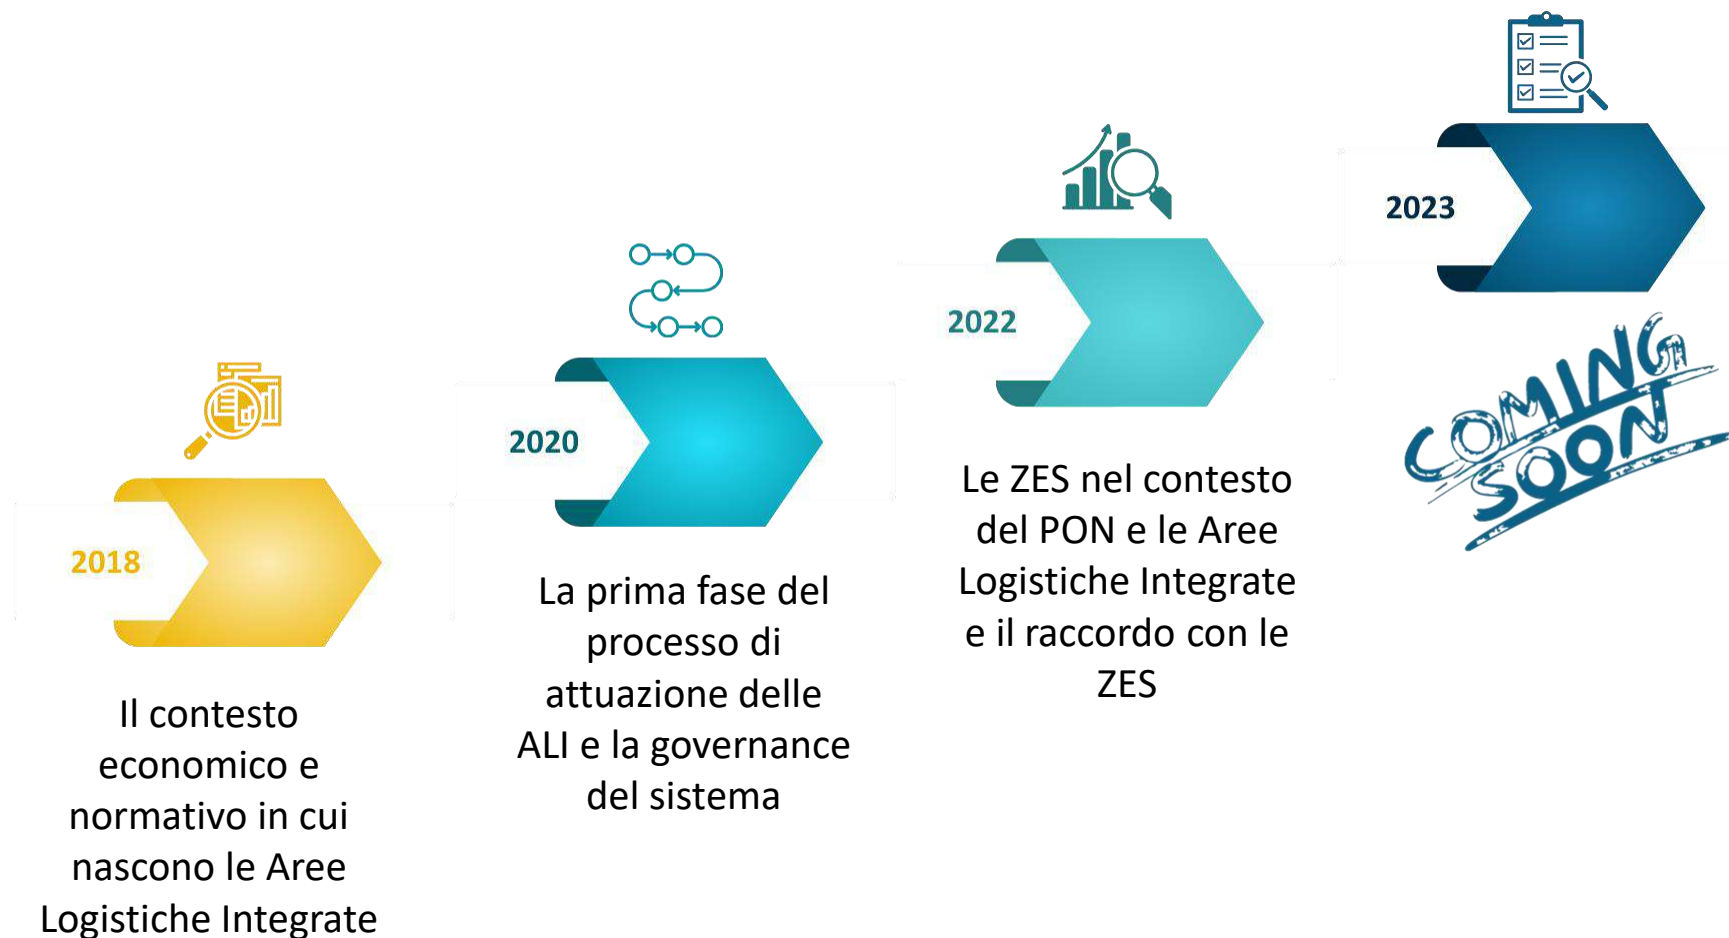 2018
Il contesto
economico e
normativo in cui
nascono le Aree
Logistiche Integrate
2020
La prima fase del
processo di
attuazione delle
ALI e la governance
del sistema
2022
Le ZES nel contesto
del PON e le Aree
Logistiche Integrate
e il raccordo con le
ZES
2023
COMING
SOON